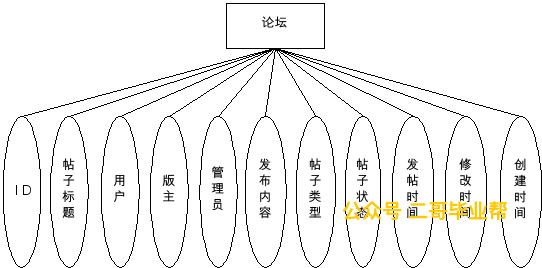 论坛
ID
帖子标题
用户
版主
管理员
发布内容
帖子类型
帖子状态
发帖时间
修改时间
创建时间
公众号 二哥毕业帮